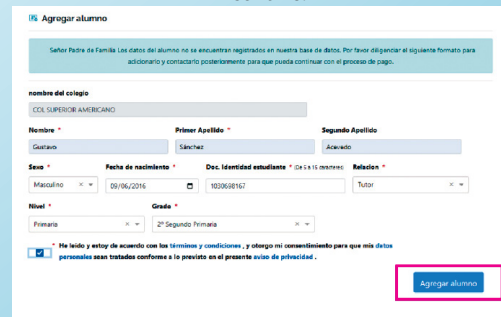 Agregar alumno
Señor Padre de Familia Los datos del alumno no se encuentran registrados en nuestra base de datos. Por favor diligenciar el siguiente formato para
adicionarlo y contactarlo posteriormente para que pueda continuar con el proceso de pago.
nombre del colegio
COL SUPERIOR AMERICANO
Nombre * Primer Apellido * Segundo Apellido
Gustavo Sánchez Acevedo
Sexo * Fecha de nacimiento * Doc. Identidad estudiante * (De 5 a 15 caracteres) Relacion *
Masculino × 09/06/2016 1030698167 Tutor ×
Nivel * Grado *
Primaria × 2° Segundo Primaria ×
* He leido y estoy de acuerdo con los términos y condiciones , y otorgo mi consentimiento para que mis datos
personales sean tratados conforme a lo previsto en el presente aviso de privacidad .
Agregar alumno